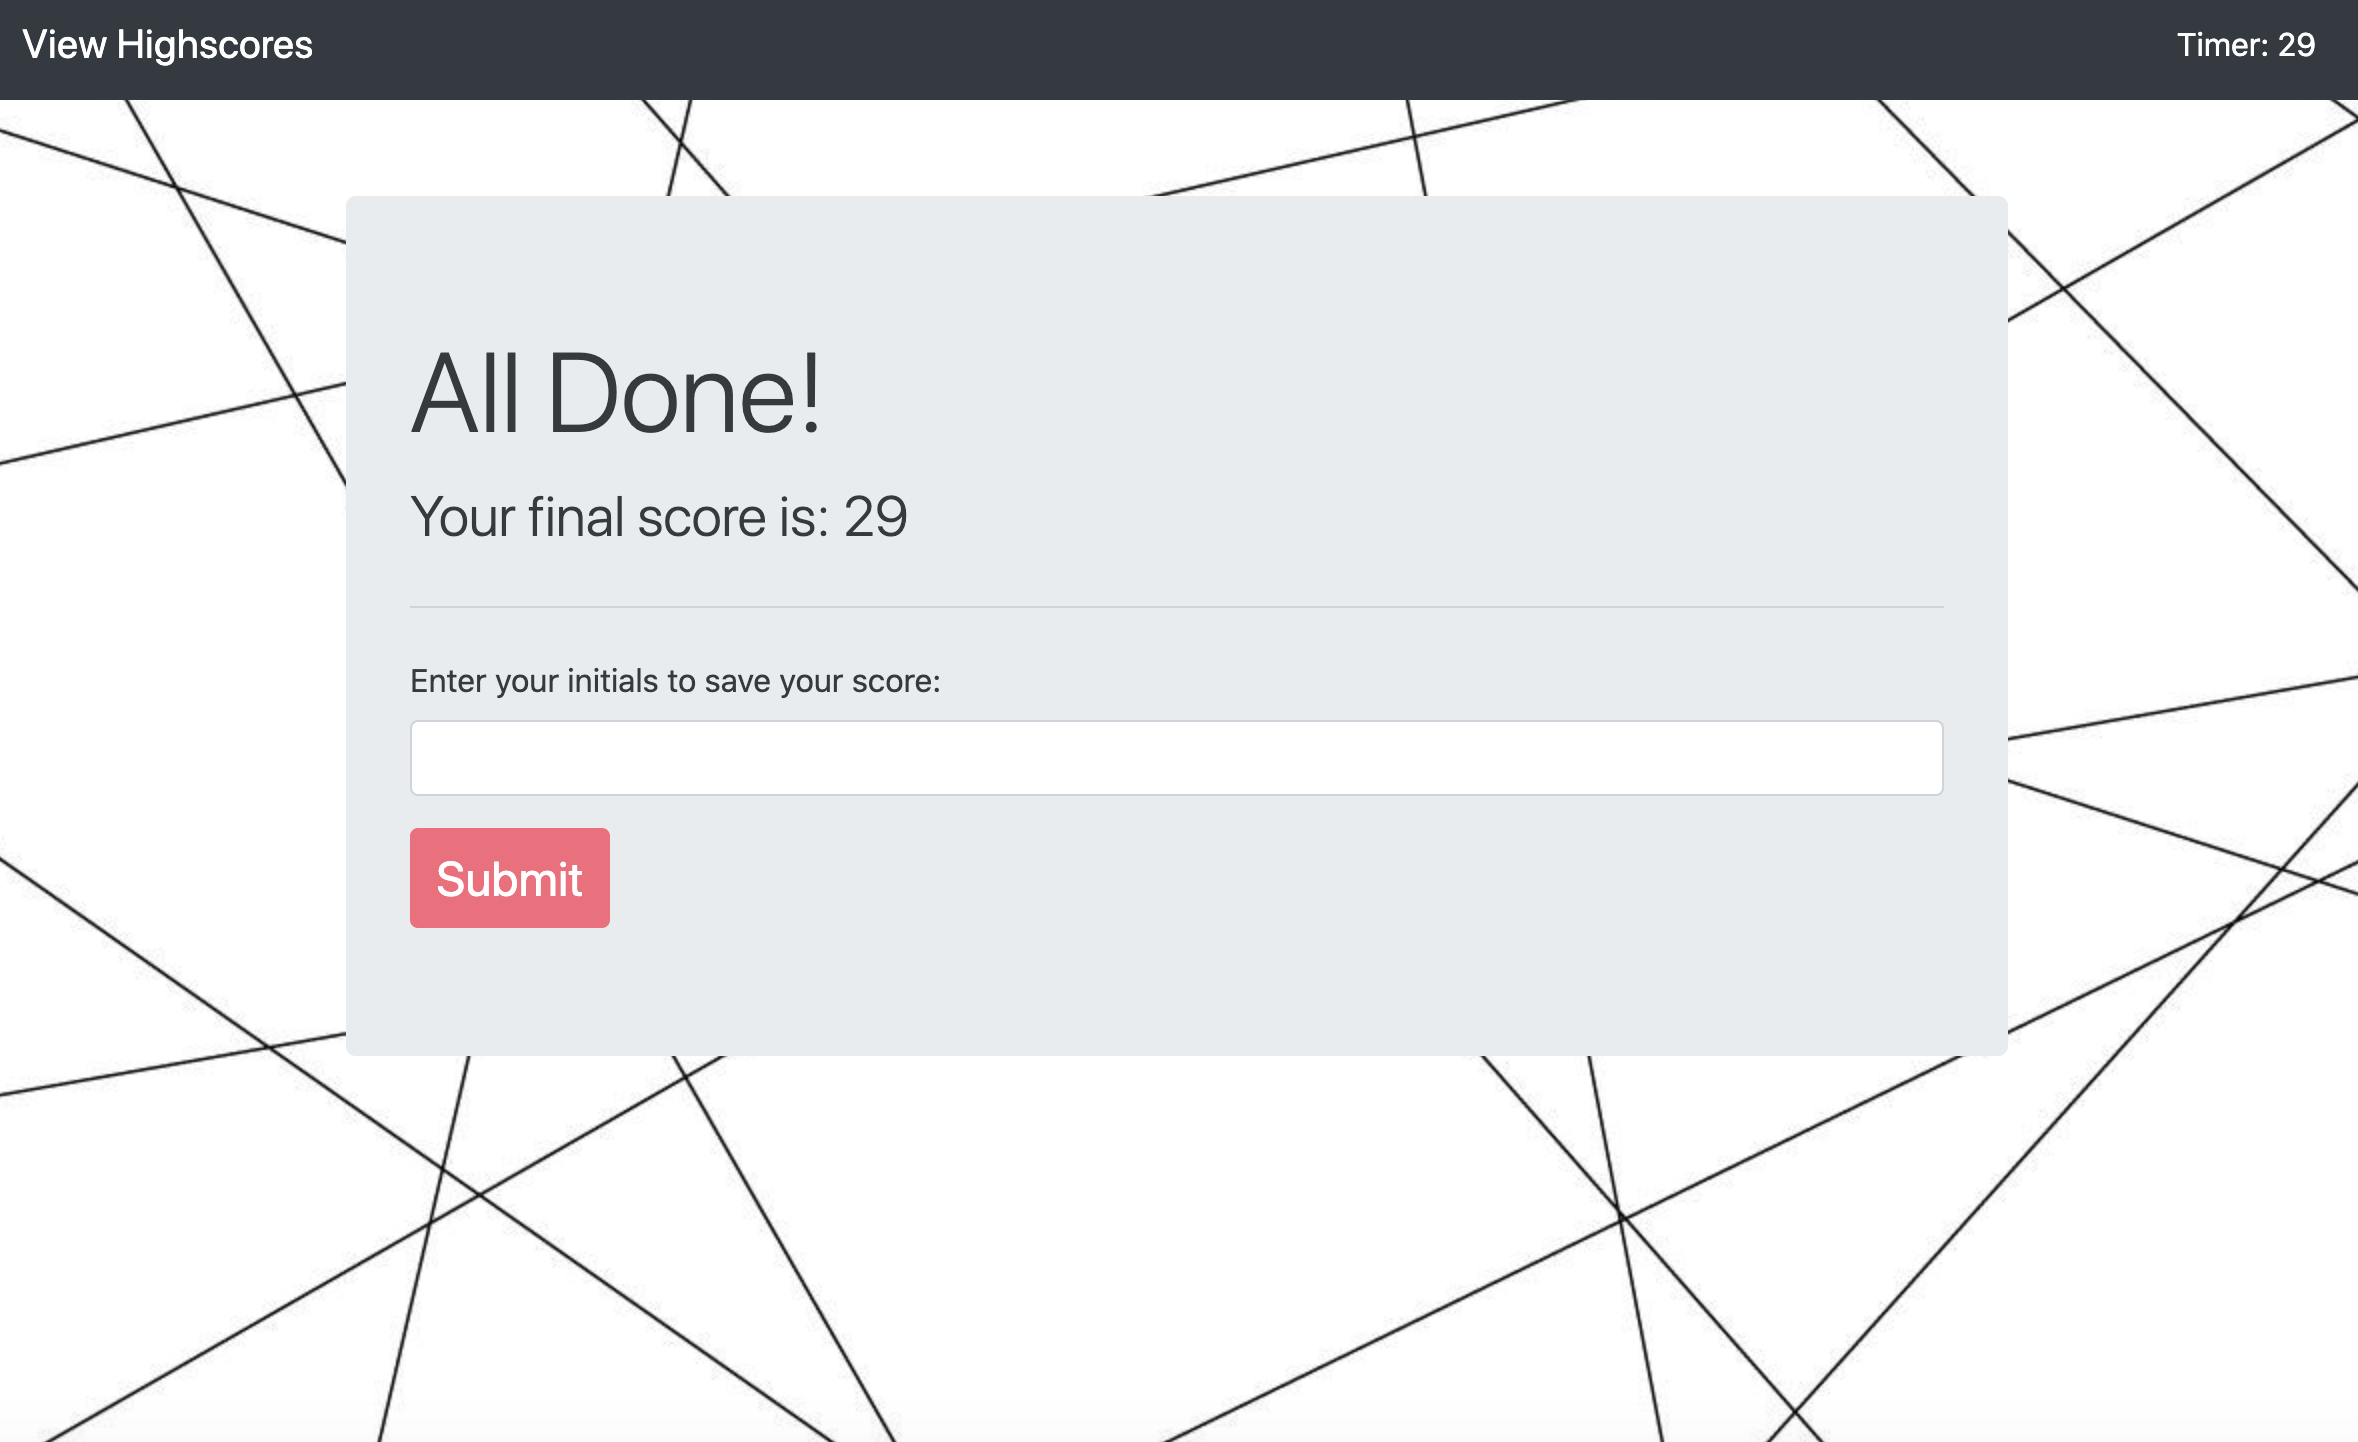 View Highscores
Timer: 29
All Done!
Your final score is: 29
Enter your initials to save your score:
Submit